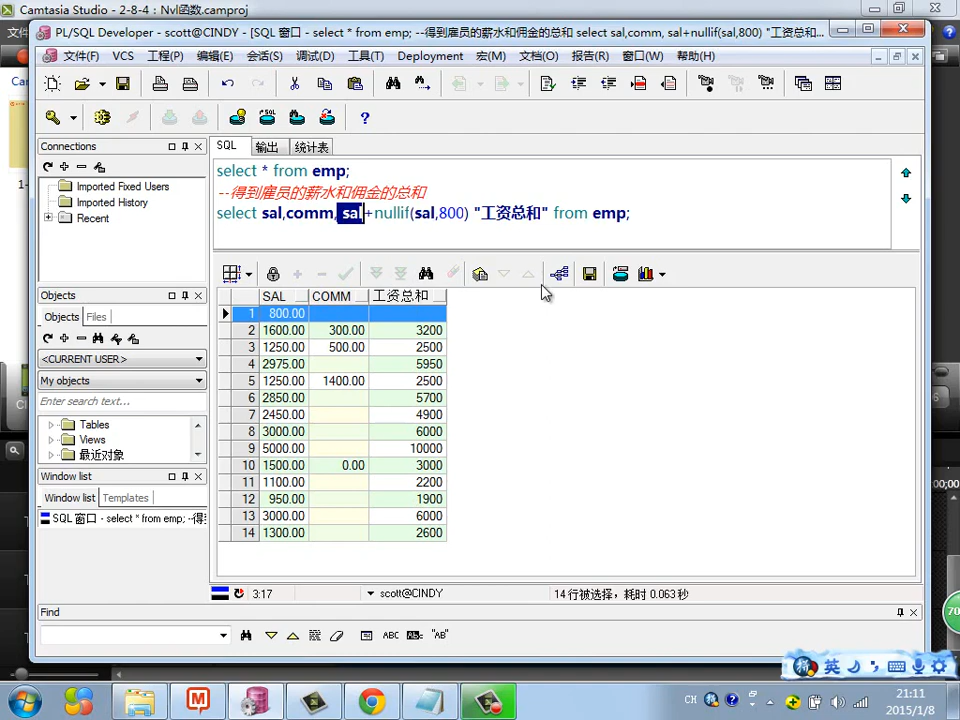 Camtasia Studio - 2-8-4：Nvl函数.camproj
PL/SQL Developer - scott@CINDY - [SQL 窗口 - select * from emp; --得到雇员的薪水和佣金的总和 select sal,comm, sal+nullif(sal,800) "工资总和"...
文件(F) VCS 工程(P) 编辑(E) 会话(S) 调试(D) 工具(T) Deployment 宏(M) 文档(O) 报告(R) 窗口(W) 帮助(H)
Connections
Imported Fixed Users
Imported History
Recent
Objects
Objects Files
<CURRENT USER>
My objects
Enter search text...
Tables
Views
最近对象
Window list
Window list Templates
SQL 窗口 - select * from emp; --得
SQL 输出 统计表
select * from emp;
--得到雇员的薪水和佣金的总和
select sal,comm, sal+nullif(sal,800) "工资总和" from emp;
SAL COMM 工资总和
1 800.00
2 1600.00 300.00 3200
3 1250.00 500.00 2500
4 2975.00 5950
5 1250.00 1400.00 2500
6 2850.00 5700
7 2450.00 4900
8 3000.00 6000
9 5000.00 10000
10 1500.00 0.00 3000
11 1100.00 2200
12 950.00 1900
13 3000.00 6000
14 1300.00 2600
3:17 scott@CINDY 14 行被选择，耗时 0.063 秒
Find
ABC "AB"
70
英
CH
21:11
2015/1/8